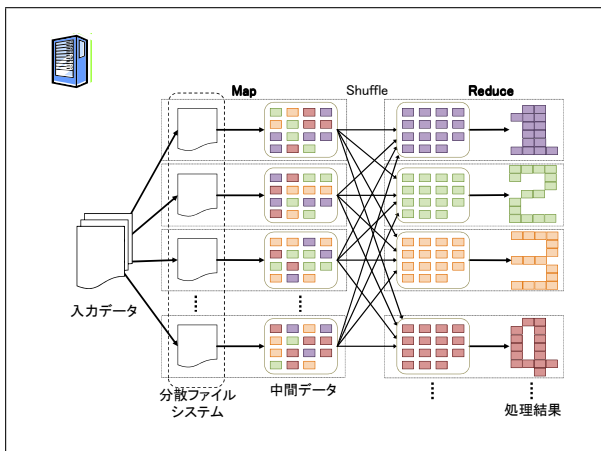 Map
Shuffle
Reduce
入力データ
分散ファイル
システム
中間データ
処理結果